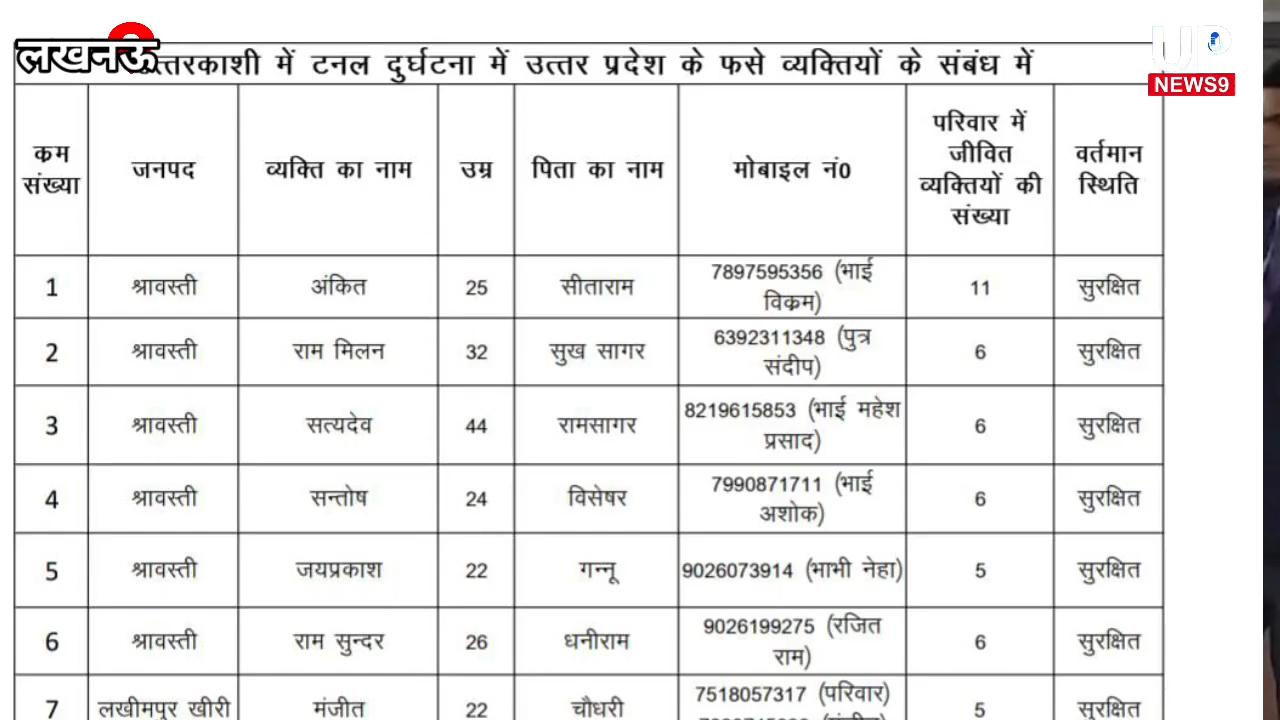 लखनऊ
UP
NEWS9
उत्तरकाशी में टनल दुर्घटना में उत्तर प्रदेश के फसे व्यक्तियों के संबंध में
कम संख्या जनपद व्यक्ति का नाम उम्र पिता का नाम मोबाइल नं0 परिवार में जीवित व्यक्तियों की संख्या वर्तमान स्थिति
1 श्रावस्ती अंकित 25 सीताराम 7897595356 (भाई विक्रम) 11 सुरक्षित
2 श्रावस्ती राम मिलन 32 सुख सागर 6392311348 (पुत्र संदीप) 6 सुरक्षित
3 श्रावस्ती सत्यदेव 44 रामसागर 8219615853 (भाई महेश प्रसाद) 6 सुरक्षित
4 श्रावस्ती सन्तोष 24 विसेषर 7990871711 (भाई अशोक) 6 सुरक्षित
5 श्रावस्ती जयप्रकाश 22 गन्नू 9026073914 (भाभी नेहा) 5 सुरक्षित
6 श्रावस्ती राम सुन्दर 26 धनीराम 9026199275 (रजित राम) 6 सुरक्षित
7 लखीमपुर खीरी मंजीत 22 चौधरी 7518057317 (परिवार) 5 सुरक्षित